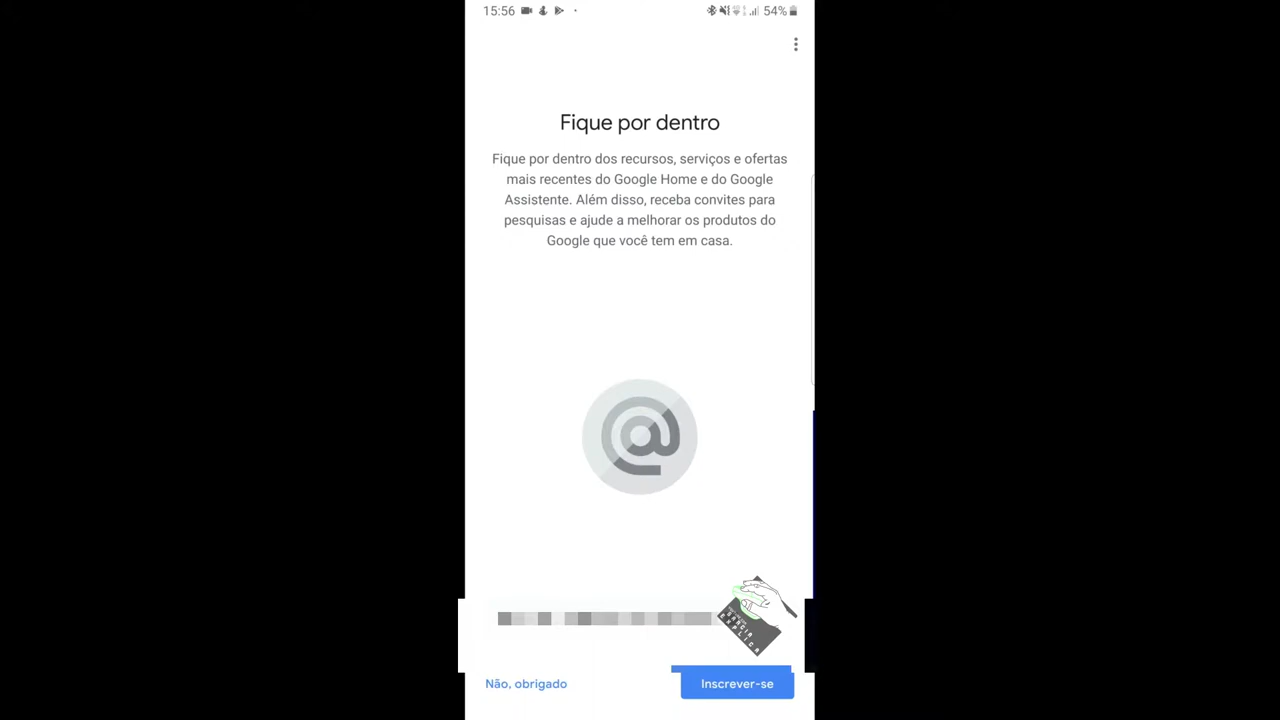 15:56
54%
Fique por dentro
Fique por dentro dos recursos, serviços e ofertas
mais recentes do Google Home e do Google
Assistente. Além disso, receba convites para
pesquisas e ajude a melhorar os produtos do
Google que você tem em casa.
GARCIA
EXPLICA
Não, obrigado
Inscrever-se